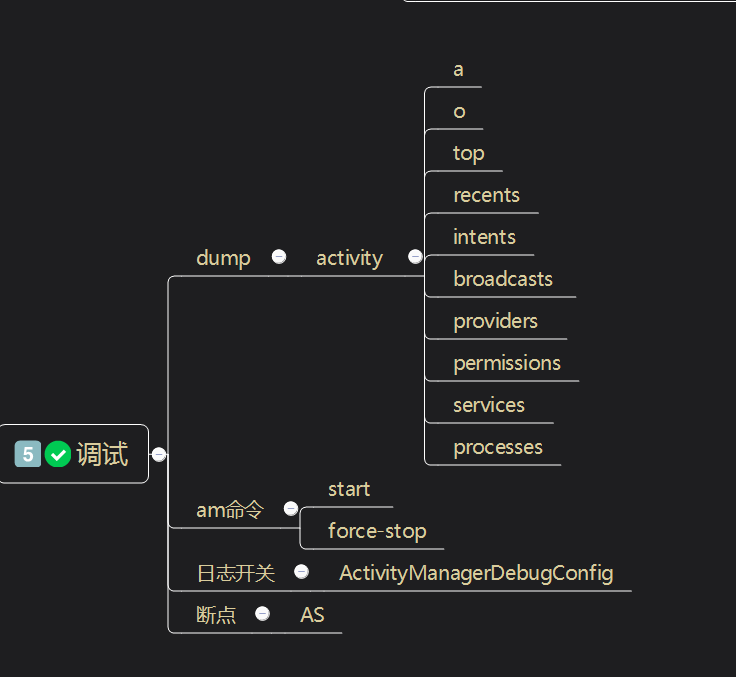 a
o
top
recents
intents
dump
activity
broadcasts
providers
permissions
services
processes
5 调试
start
am命令
force-stop
日志开关
ActivityManagerDebugConfig
断点
AS